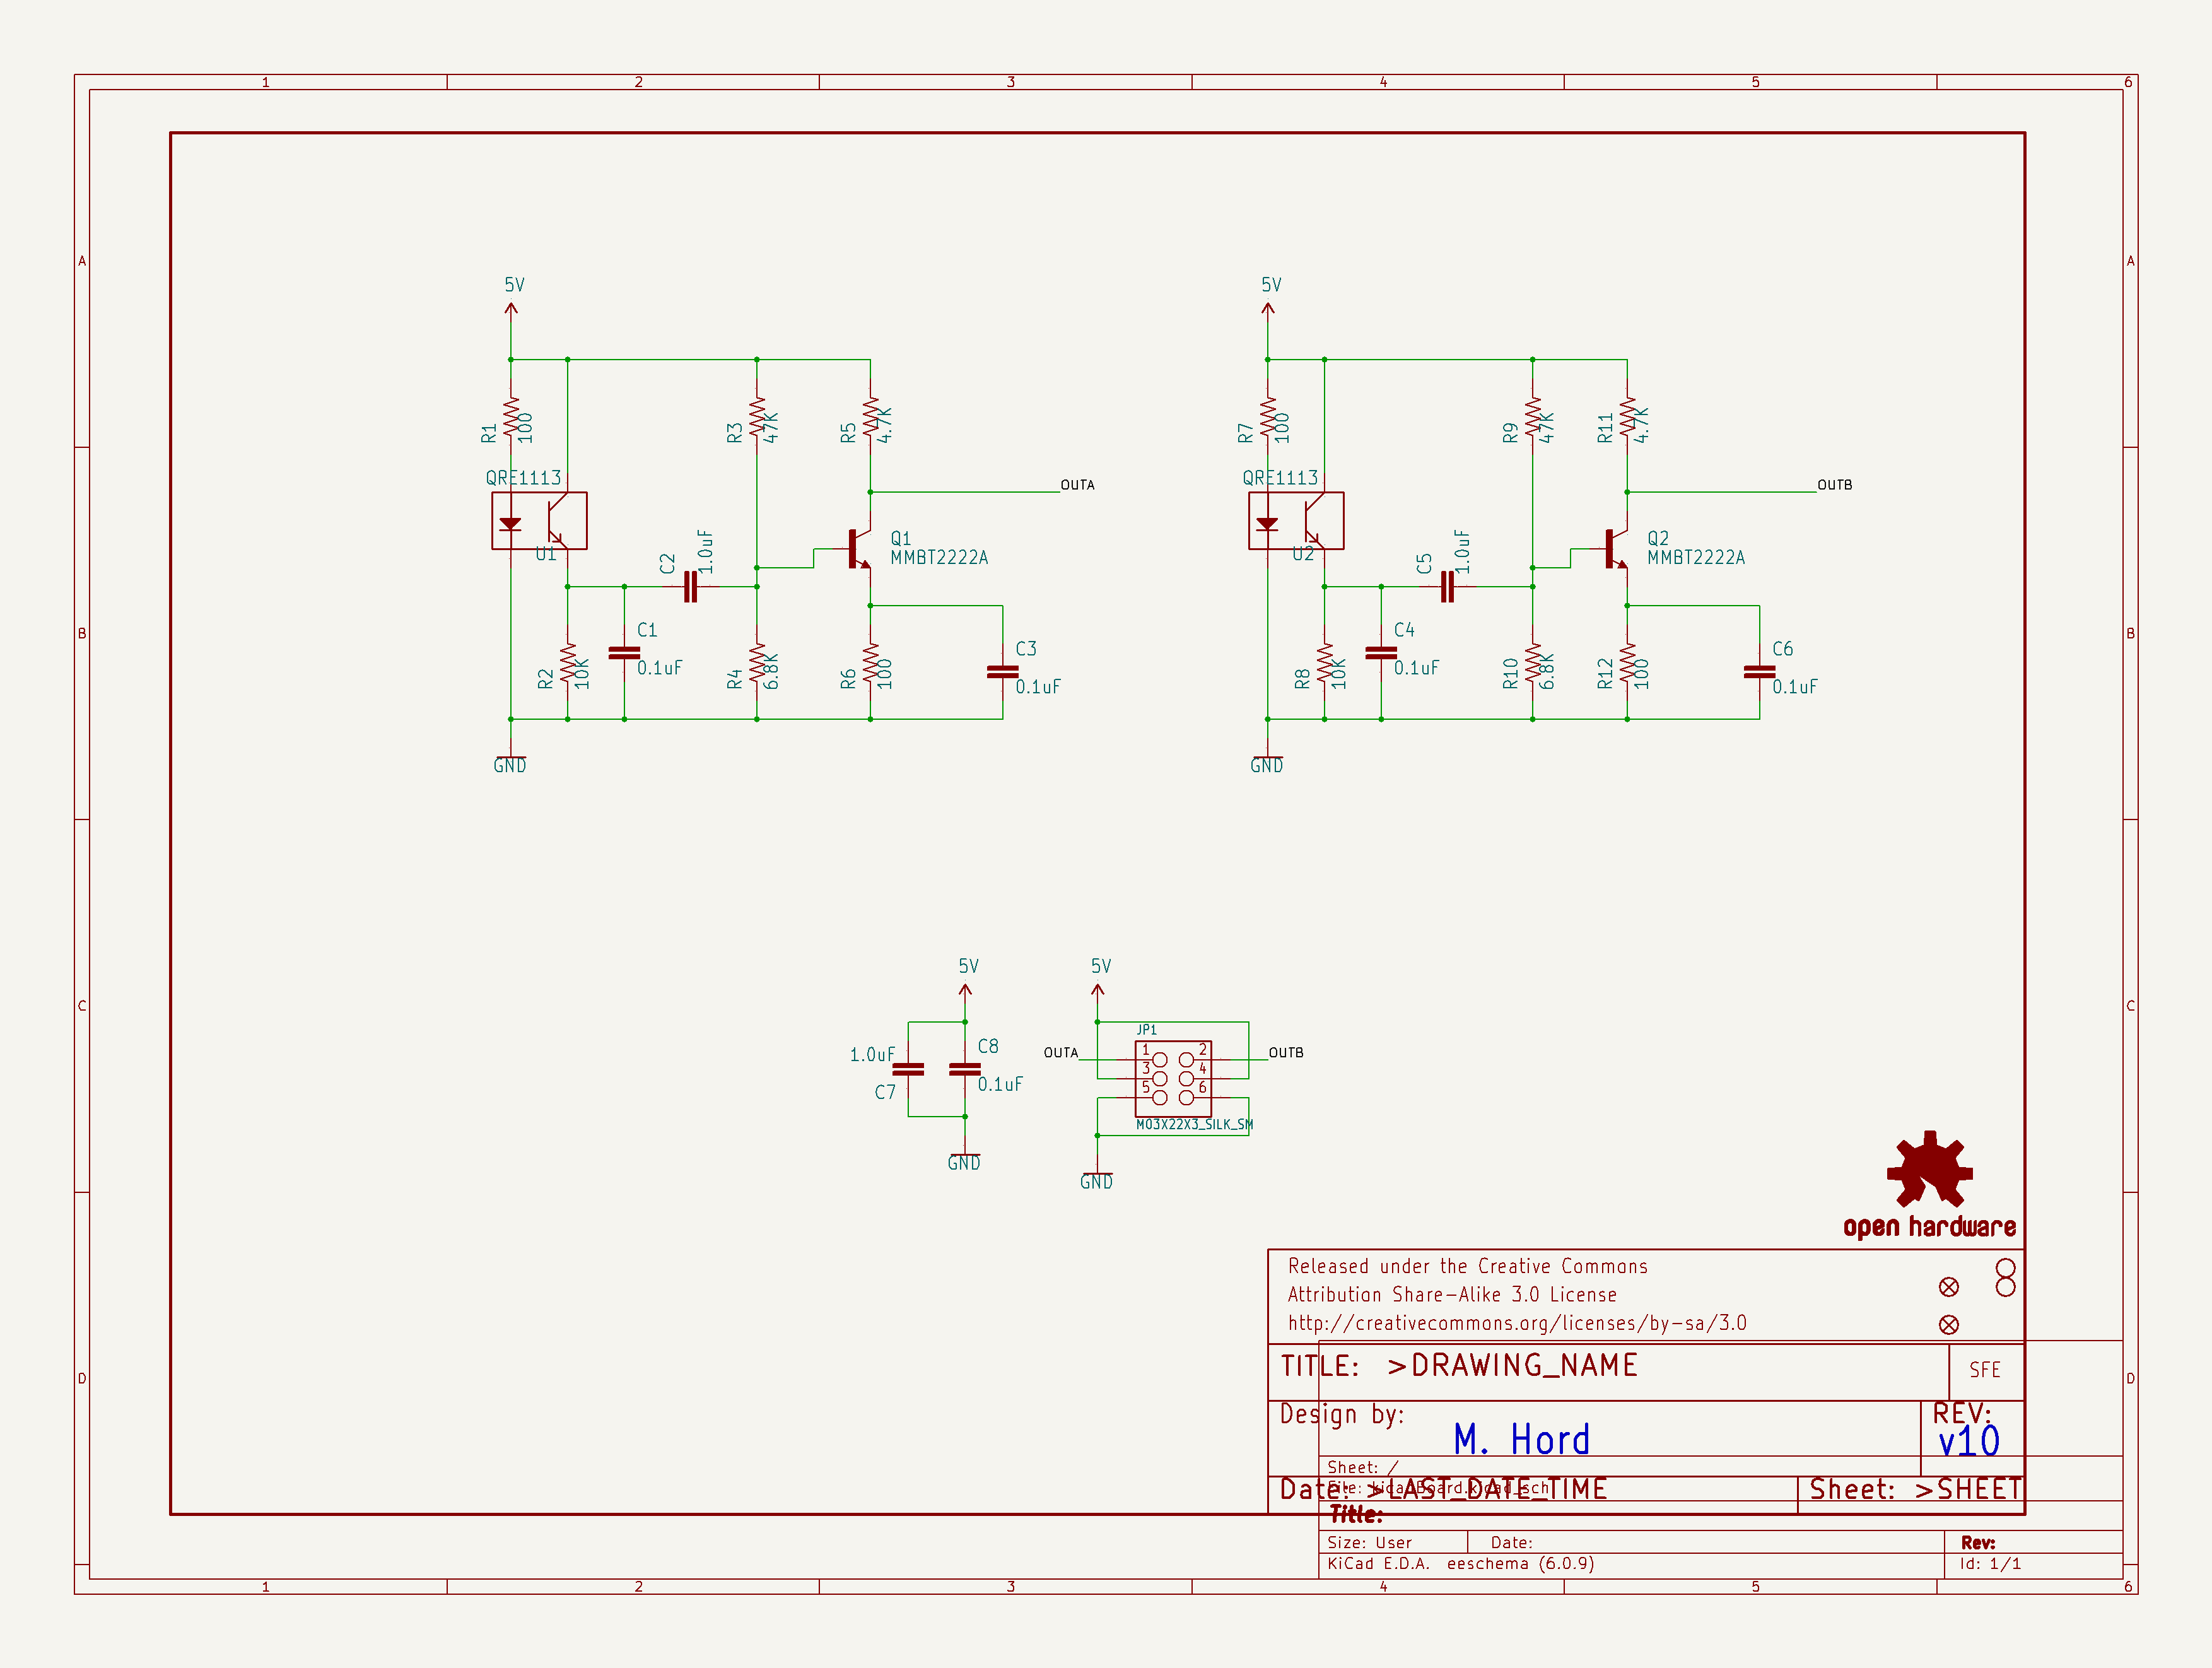 1 2 3 4 5 6
A A
5V 5V
R1 100
R3 47K
R5 4.7K
R7 100
R9 47K
R11 4.7K
QRE1113 QRE1113
OUTA OUTB
U1 U2
C2 1.0uF
C5 1.0uF
Q1
MMBT2222A
Q2
MMBT2222A
B B
R2 10K
C1
0.1uF
R4 6.8K
R6 100
C3
0.1uF
R8 10K
C4
0.1uF
R10 6.8K
R12 100
C6
0.1uF
GND GND
5V 5V
C C
1.0uF
C7
C8
0.1uF
GND
JP1
OUTA 1 2 OUTB
3 4
5 6
M03X22X3_SILK_SM
GND
open hardware
Released under the Creative Commons
Attribution Share-Alike 3.0 License
http://creativecommons.org/licenses/by-sa/3.0
TITLE: >DRAWING_NAME SFE
D D
Design by: M. Hord
REV: v10
Sheet: /
File: kicadBoard.kicad_sch
Date: >LAST_DATE_TIME Sheet: >SHEET
Title:
Size: User Date: Rev:
KiCad E.D.A. eeschema (6.0.9) Id: 1/1
1 2 3 4 5 6